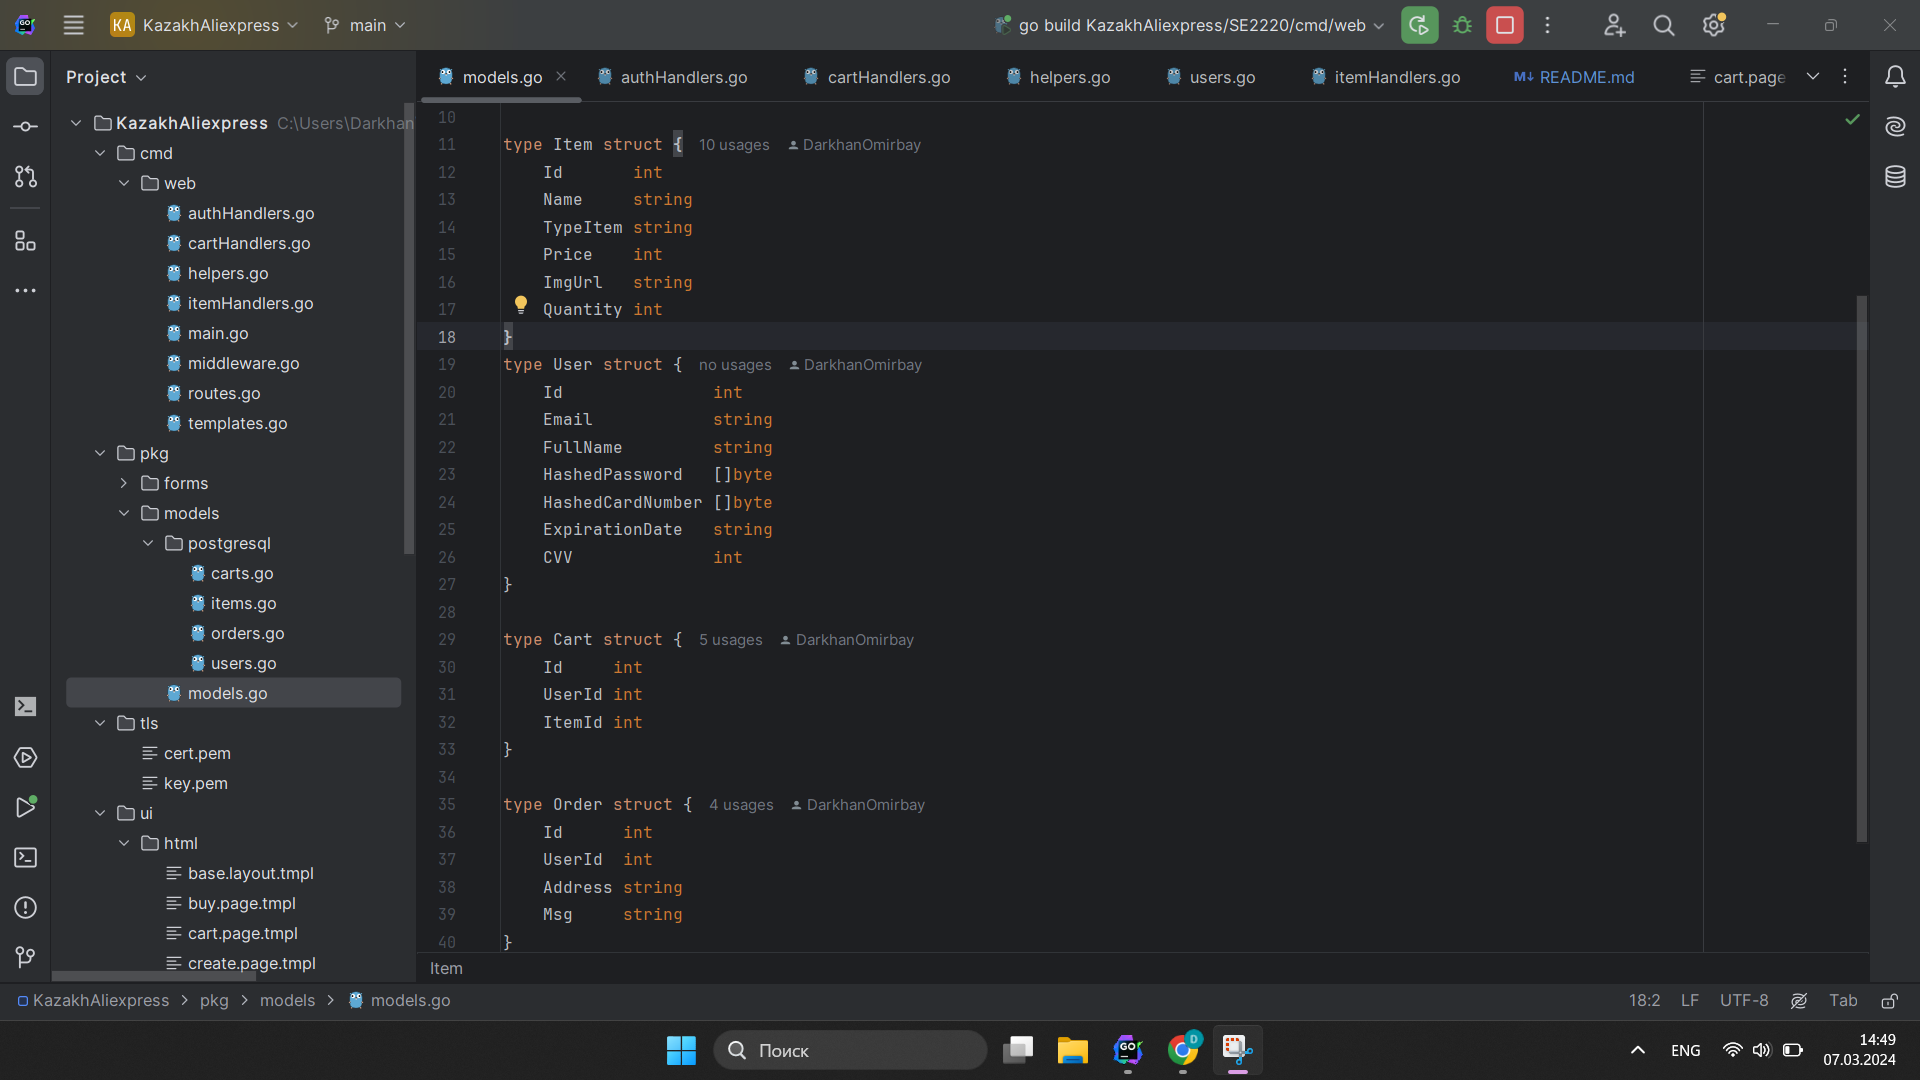 KA KazakhAliexpress main go build KazakhAliexpress/SE2220/cmd/web
Project
KazakhAliexpress C:\Users\Darkhan
cmd
web
authHandlers.go
cartHandlers.go
helpers.go
itemHandlers.go
main.go
middleware.go
routes.go
templates.go
pkg
forms
models
postgresql
carts.go
items.go
orders.go
users.go
models.go
tls
cert.pem
key.pem
ui
html
base.layout.tmpl
buy.page.tmpl
cart.page.tmpl
create.page.tmpl
models.go authHandlers.go cartHandlers.go helpers.go users.go itemHandlers.go M↓ README.md cart.page
10
11 type Item struct { 10 usages DarkhanOmirbay
12 Id int
13 Name string
14 TypeItem string
15 Price int
16 ImgUrl string
17 Quantity int
18 }
19 type User struct { no usages DarkhanOmirbay
20 Id int
21 Email string
22 FullName string
23 HashedPassword []byte
24 HashedCardNumber []byte
25 ExpirationDate string
26 CVV int
27 }
28
29 type Cart struct { 5 usages DarkhanOmirbay
30 Id int
31 UserId int
32 ItemId int
33 }
34
35 type Order struct { 4 usages DarkhanOmirbay
36 Id int
37 UserId int
38 Address string
39 Msg string
40 }
Item
KazakhAliexpress > pkg > models > models.go 18:2 LF UTF-8 Tab
Поиск GO D ENG 14:49
07.03.2024